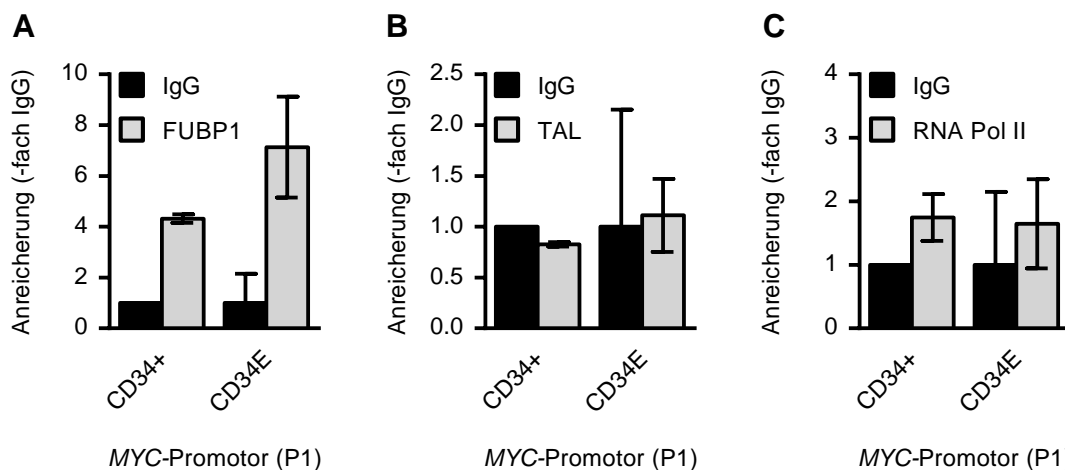 A
Anreicherung (-fach IgG)
10
8
6
4
2
0
IgG
FUBP1
CD34+
CD34E
MYC-Promotor (P1)
B
Anreicherung (-fach IgG)
2.5
2.0
1.5
1.0
0.5
0.0
IgG
TAL
CD34+
CD34E
MYC-Promotor (P1)
C
Anreicherung (-fach IgG)
4
3
2
1
0
IgG
RNA Pol II
CD34+
CD34E
MYC-Promotor (P1